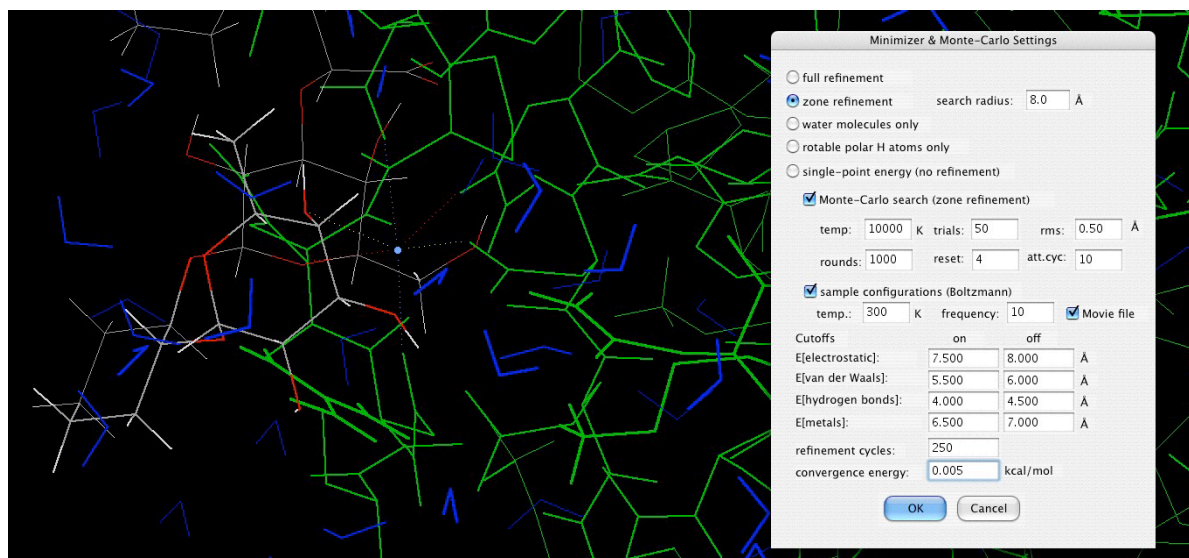 Minimizer & Monte-Carlo Settings
full refinement
zone refinement search radius: 8.0 Å
water molecules only
rotable polar H atoms only
single-point energy (no refinement)
Monte-Carlo search (zone refinement)
temp: 10000 K trials: 50 rms: 0.50 Å
rounds: 1000 reset: 4 att.cyc: 10
sample configurations (Boltzmann)
temp.: 300 K frequency: 10 Movie file
Cutoffs on off
E[electrostatic]: 7.500 8.000 Å
E[van der Waals]: 5.500 6.000 Å
E[hydrogen bonds]: 4.000 4.500 Å
E[metals]: 6.500 7.000 Å
refinement cycles: 250
convergence energy: 0.005 kcal/mol
OK Cancel